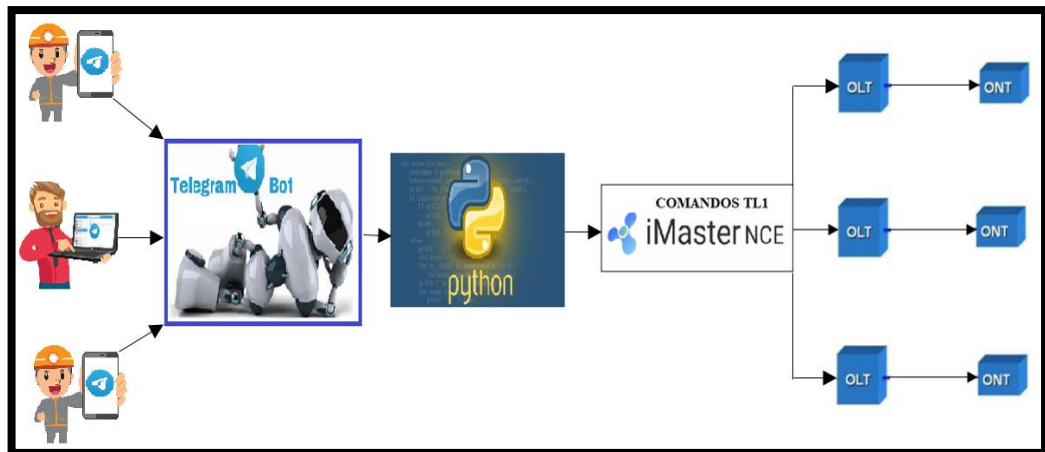 Telegram Bot
python
COMANDOS TL1
iMaster NCE
OLT
ONT
OLT
ONT
OLT
ONT